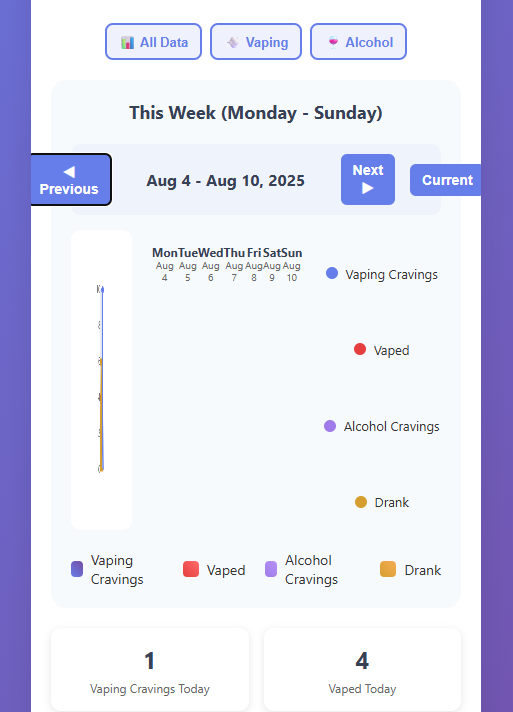 All Data Vaping Alcohol
This Week (Monday - Sunday)
◀ Previous
Aug 4 - Aug 10, 2025
Next ▶
Current
Mon Tue Wed Thu Fri Sat Sun
Aug 4 Aug 5 Aug 6 Aug 7 Aug 8 Aug 9 Aug 10
Vaping Cravings
Vaped
Alcohol Cravings
Drank
Vaping Cravings
Vaped
Alcohol Cravings
Drank
1
Vaping Cravings Today
4
Vaped Today